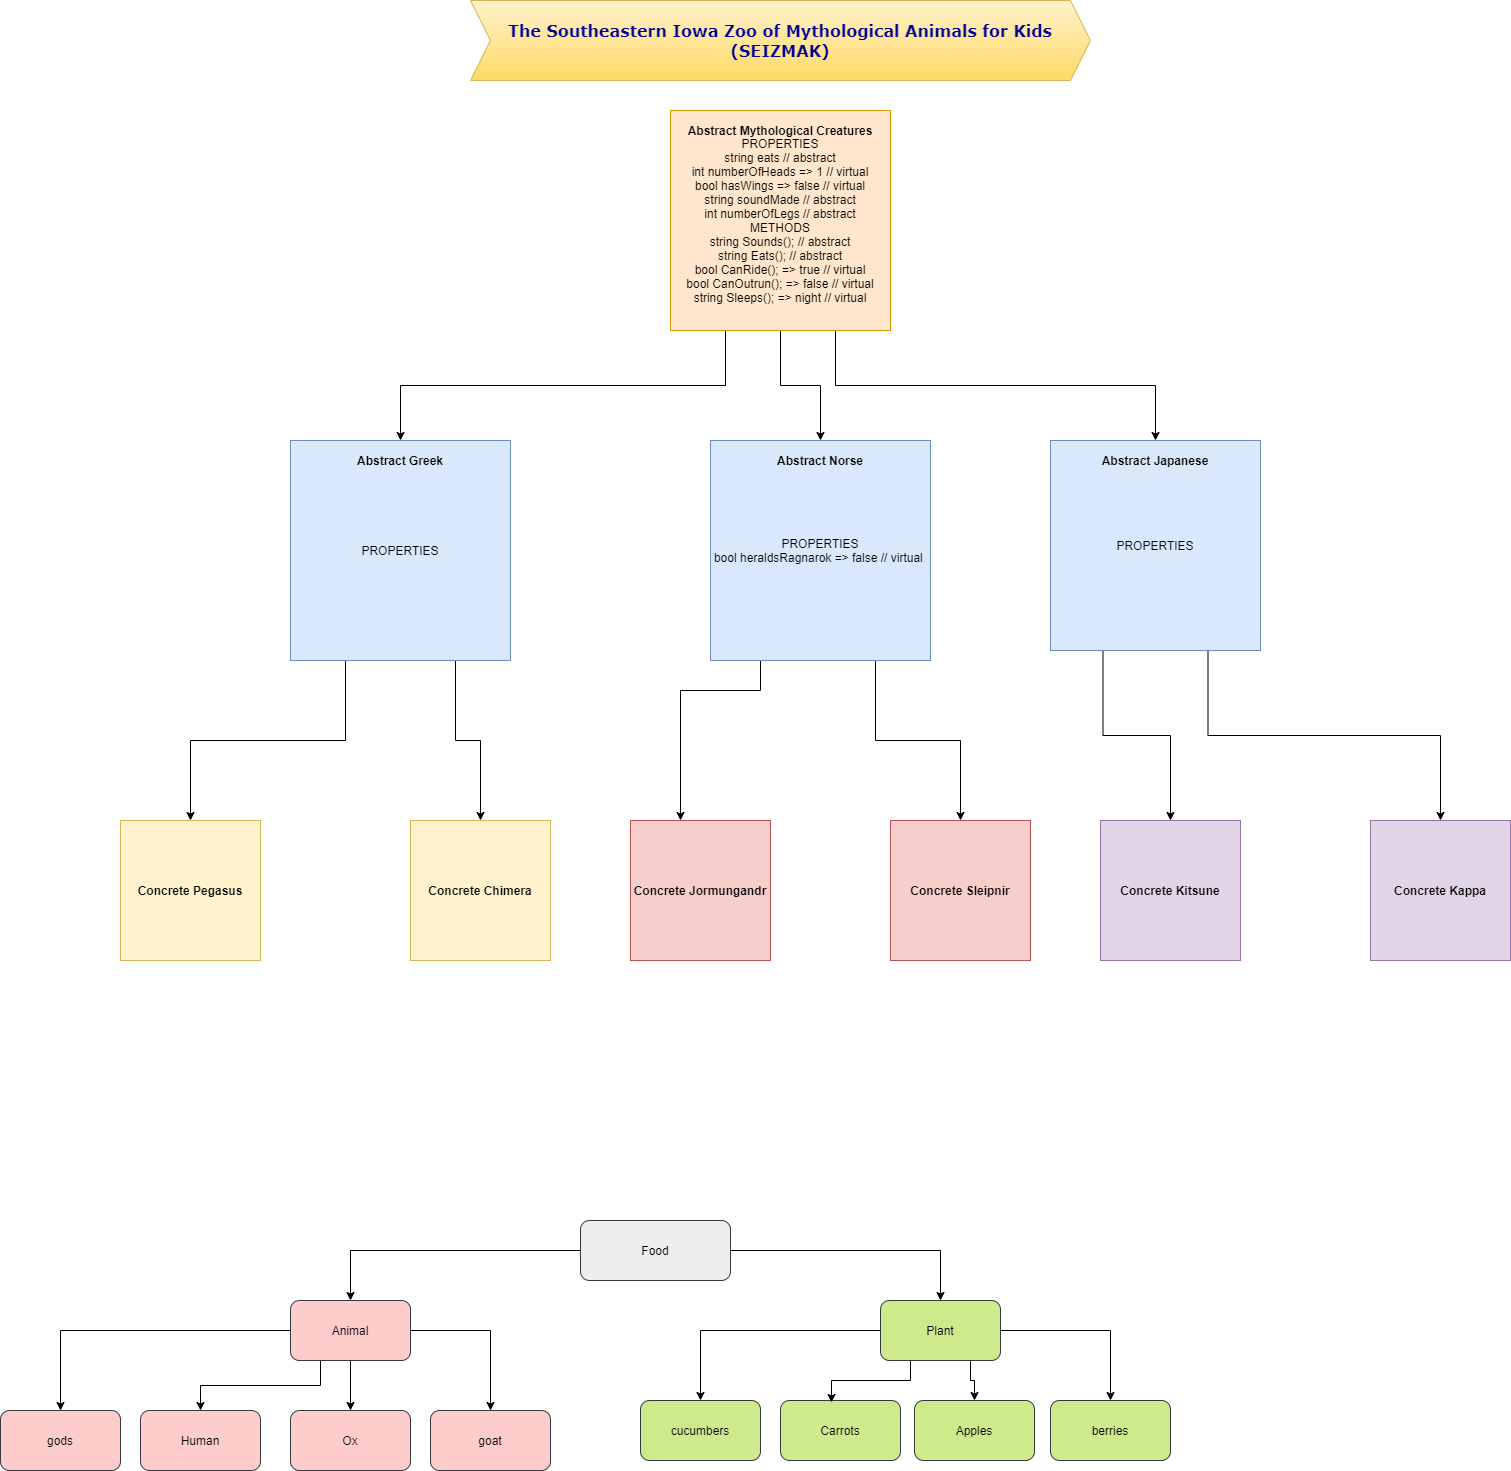 The Southeastern Iowa Zoo of Mythological Animals for Kids
(SEIZMAK)
Abstract Mythological Creatures
PROPERTIES
string eats // abstract
int numberOfHeads => 1 // virtual
bool hasWings => false // virtual
string soundMade // abstract
int numberOfLegs // abstract
METHODS
string Sounds(); // abstract
string Eats(); // abstract
bool CanRide(); => true // virtual
bool CanOutrun(); => false // virtual
string Sleeps(); => night // virtual
Abstract Greek
PROPERTIES
Abstract Norse
PROPERTIES
bool heraldsRagnarok => false // virtual
Abstract Japanese
PROPERTIES
Concrete Pegasus
Concrete Chimera
Concrete Jormungandr
Concrete Sleipnir
Concrete Kitsune
Concrete Kappa
Food
Animal
Plant
gods
Human
Ox
goat
cucumbers
Carrots
Apples
berries